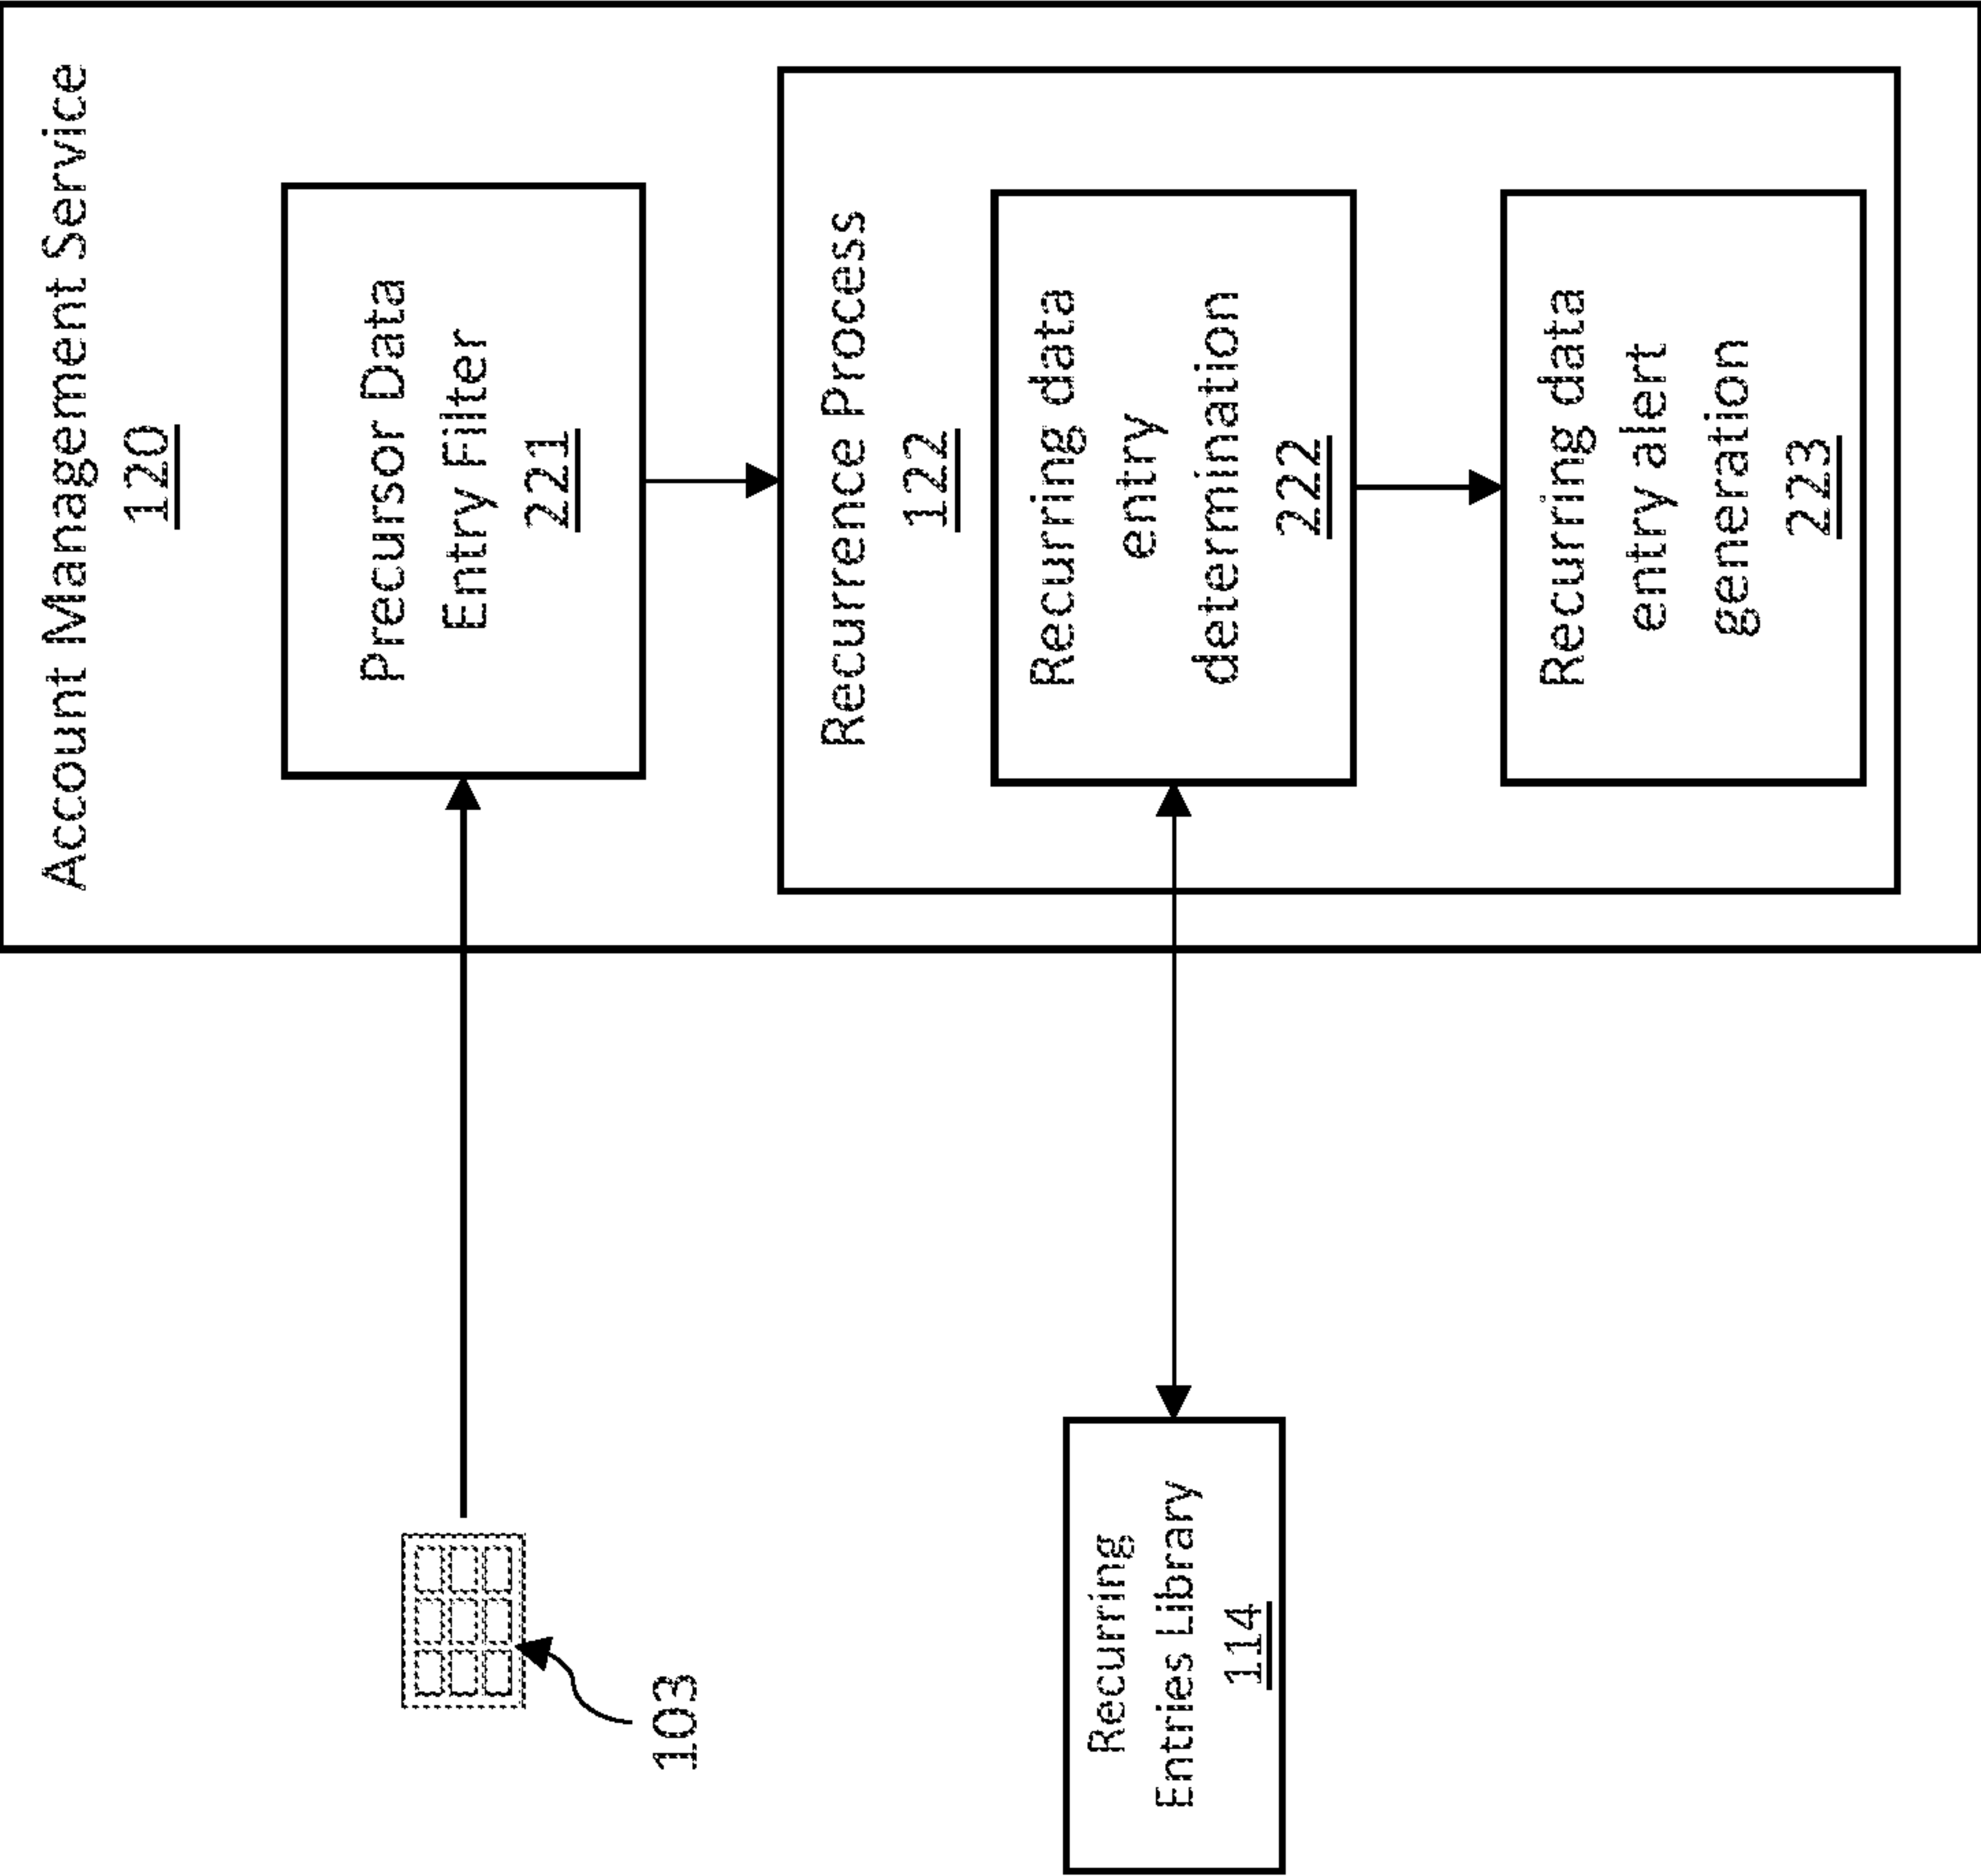 Account Management Service
120
Precursor Data
Entry Filter
221
Recurrence Process
122
Recurring data
entry
determination
222
Recurring data
entry alert
generation
223
103
Recurring
Entries Library
114